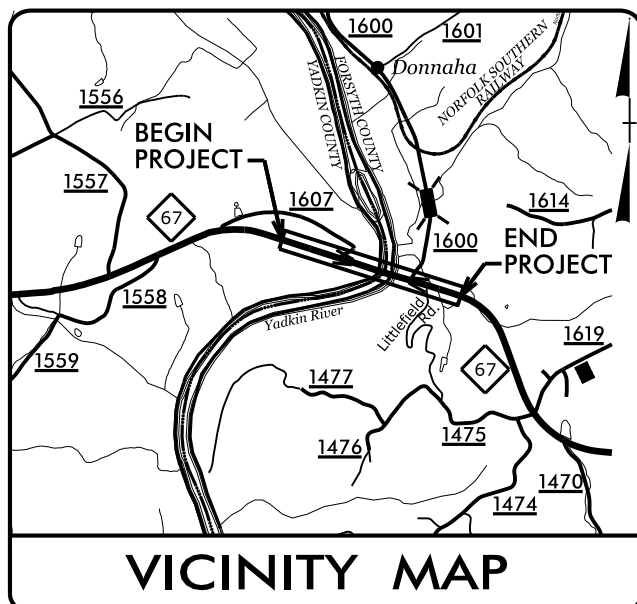 1600
1601
Donnaha
NORFOLK SOUTHERN
RAILWAY
FORSYTH COUNTY
YADKIN COUNTY
1556
BEGIN
PROJECT
1557
67
1607
1614
1600
END
PROJECT
1558
Yadkin River
Littlefield
Rd.
1559
1619
67
1477
1476
1475
1474
1470
VICINITY MAP